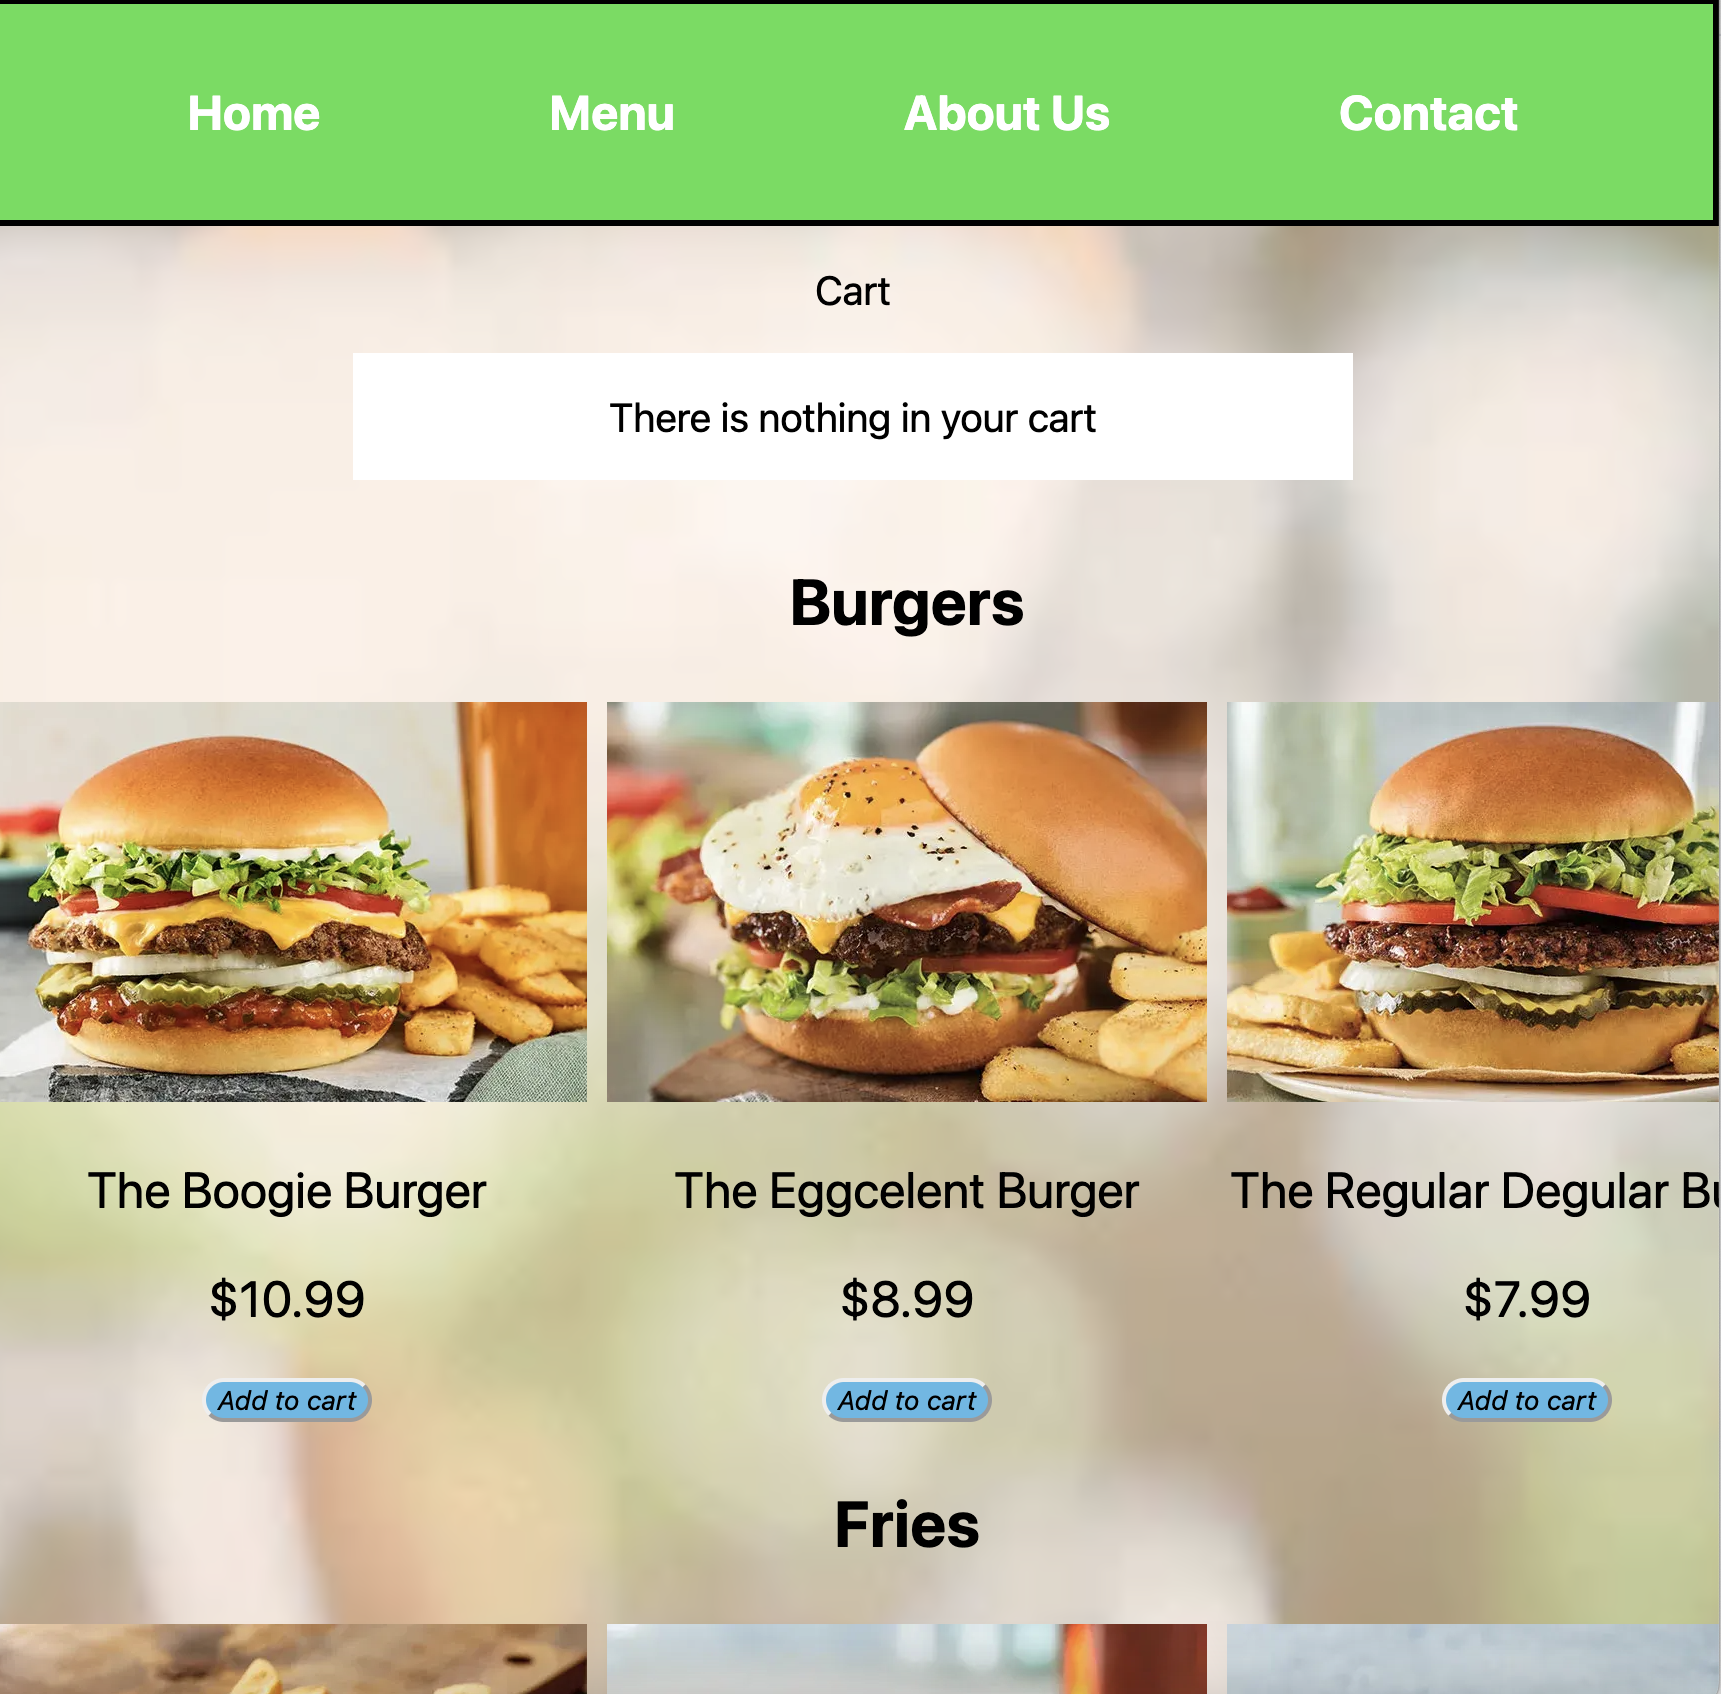 Home Menu About Us Contact
Cart
There is nothing in your cart
Burgers
The Boogie Burger The Eggcelent Burger The Regular Degular
$10.99 $8.99 $7.99
Add to cart Add to cart Add to cart
Fries